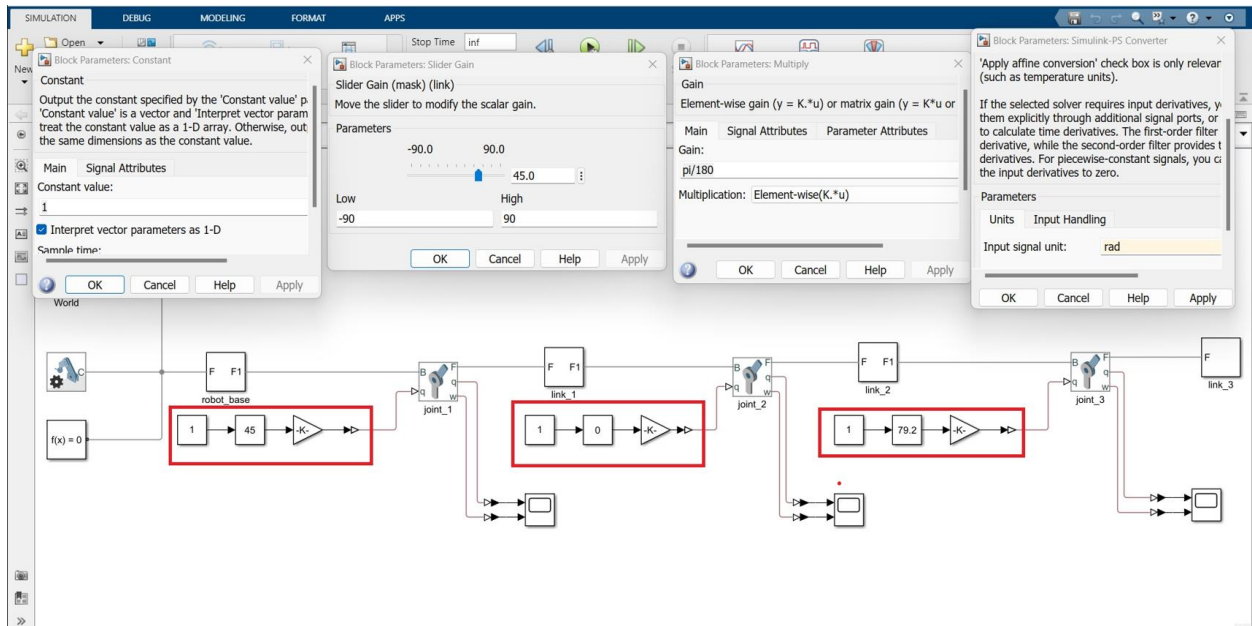 SIMULATION DEBUG MODELING FORMAT APPS
Open
Stop Time inf
New
Block Parameters: Constant
Constant
Output the constant specified by the 'Constant value' p
'Constant value' is a vector and 'Interpret vector param
treat the constant value as a 1-D array. Otherwise, out
the same dimensions as the constant value.
Main Signal Attributes
Constant value:
1
Interpret vector parameters as 1-D
Sample time:
OK Cancel Help Apply
Block Parameters: Slider Gain
Slider Gain (mask) (link)
Move the slider to modify the scalar gain.
Parameters
-90.0 90.0
45.0
Low High
-90 90
OK Cancel Help Apply
Block Parameters: Multiply
Gain
Element-wise gain (y = K.*u) or matrix gain (y = K*u or
Main Signal Attributes Parameter Attributes
Gain:
pi/180
Multiplication: Element-wise(K.*u)
OK Cancel Help Apply
Block Parameters: Simulink-PS Converter
'Apply affine conversion' check box is only relevan
(such as temperature units).
If the selected solver requires input derivatives, y
them explicitly through additional signal ports, or
to calculate time derivatives. The first-order filter
derivative, while the second-order filter provides t
derivatives. For piecewise-constant signals, you ca
the input derivatives to zero.
Parameters
Units Input Handling
Input signal unit: rad
OK Cancel Help Apply
World
C
F F1
robot_base
B F
q
q
w
joint_1
F F1
link_1
B F
q
q
w
joint_2
F F1
link_2
B F
q
q
w
joint_3
F
link_3
f(x) = 0
1 45 -K-
1 0 -K-
1 79.2 -K-